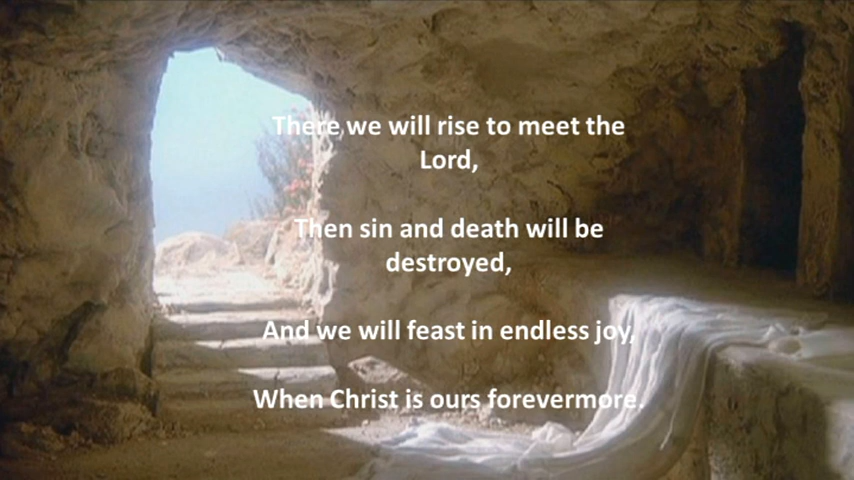 There we will rise to meet the
Lord,
Then sin and death will be
destroyed,
And we will feast in endless joy,
When Christ is ours forevermore.